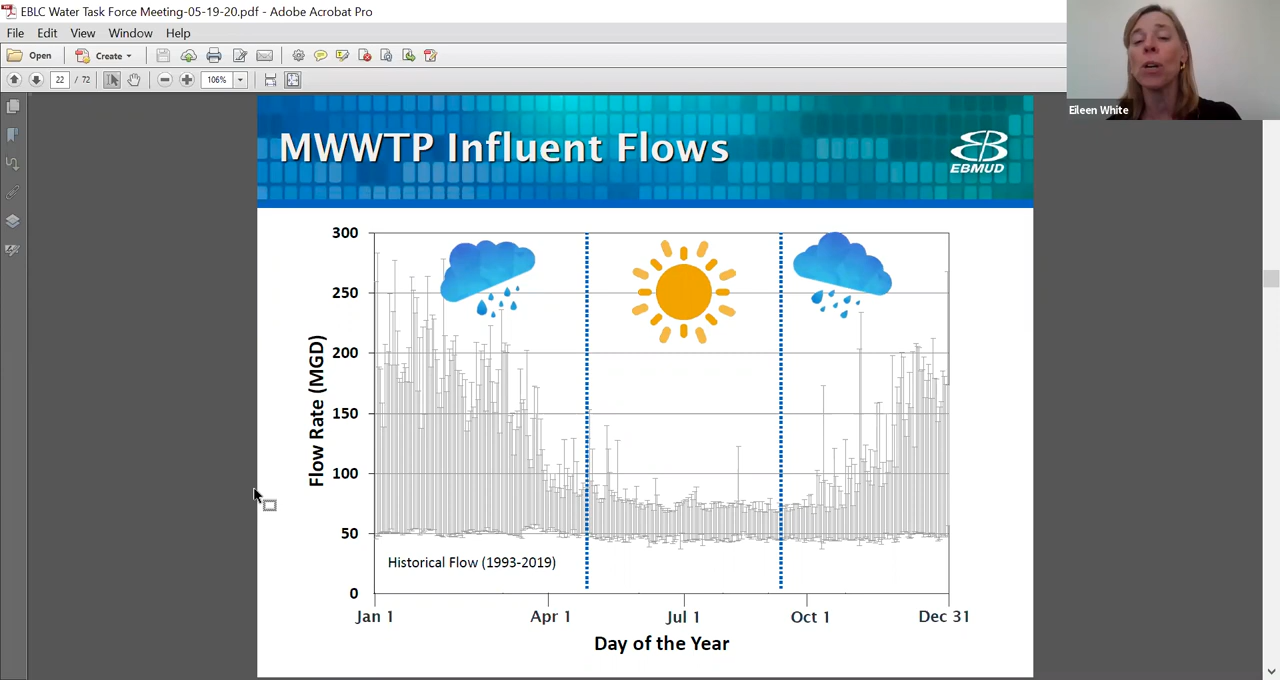 EBLC Water Task Force Meeting-05-19-20.pdf - Adobe Acrobat Pro
File Edit View Window Help
Open Create
22 / 72 106%
Eileen White
MWWTP Influent Flows
EBMUD
300
250
200
150
100
50
0
Flow Rate (MGD)
Historical Flow (1993-2019)
Jan 1 Apr 1 Jul 1 Oct 1 Dec 31
Day of the Year